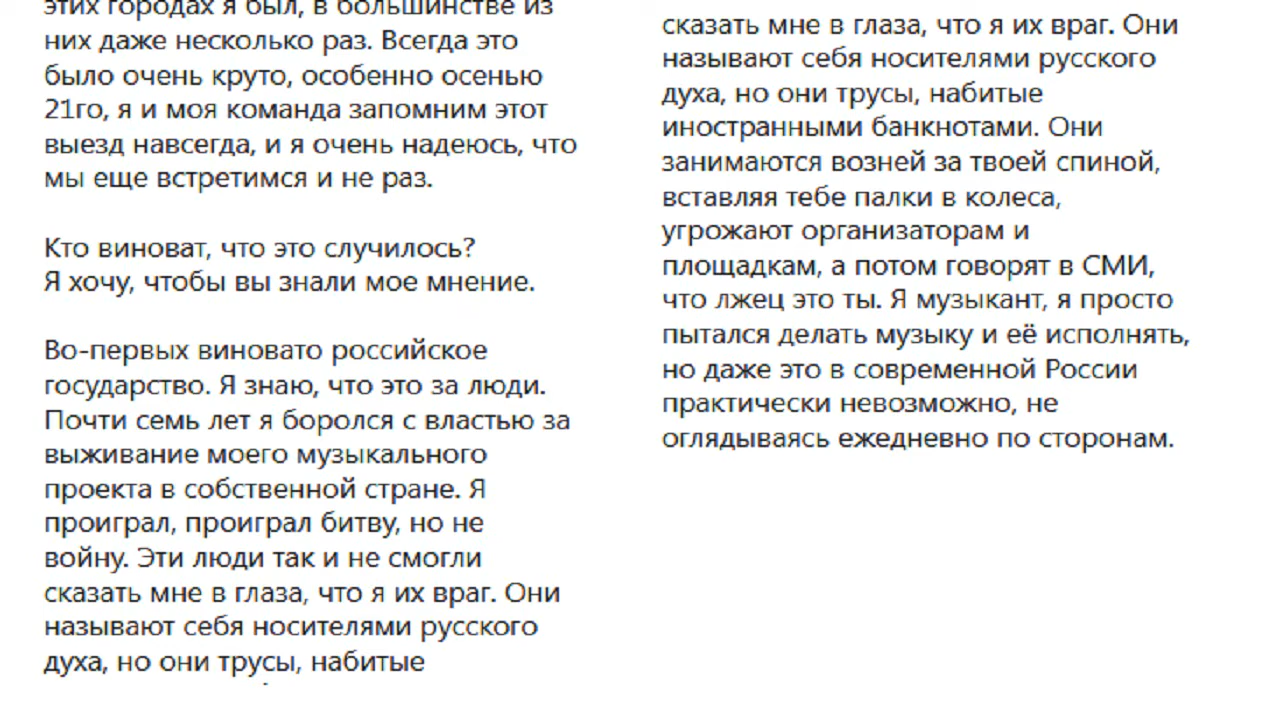 этих городах я был, в большинстве из
них даже несколько раз. Всегда это
было очень круто, особенно осенью
21го, я и моя команда запомним этот
выезд навсегда, и я очень надеюсь, что
мы еще встретимся и не раз.
Кто виноват, что это случилось?
Я хочу, чтобы вы знали мое мнение.
Во-первых виновато российское
государство. Я знаю, что это за люди.
Почти семь лет я боролся с властью за
выживание моего музыкального
проекта в собственной стране. Я
проиграл, проиграл битву, но не
войну. Эти люди так и не смогли
сказать мне в глаза, что я их враг. Они
называют себя носителями русского
духа, но они трусы, набитые
сказать мне в глаза, что я их враг. Они
называют себя носителями русского
духа, но они трусы, набитые
иностранными банкнотами. Они
занимаются возней за твоей спиной,
вставляя тебе палки в колеса,
угрожают организаторам и
площадкам, а потом говорят в СМИ,
что лжец это ты. Я музыкант, я просто
пытался делать музыку и её исполнять,
но даже это в современной России
практически невозможно, не
оглядываясь ежедневно по сторонам.